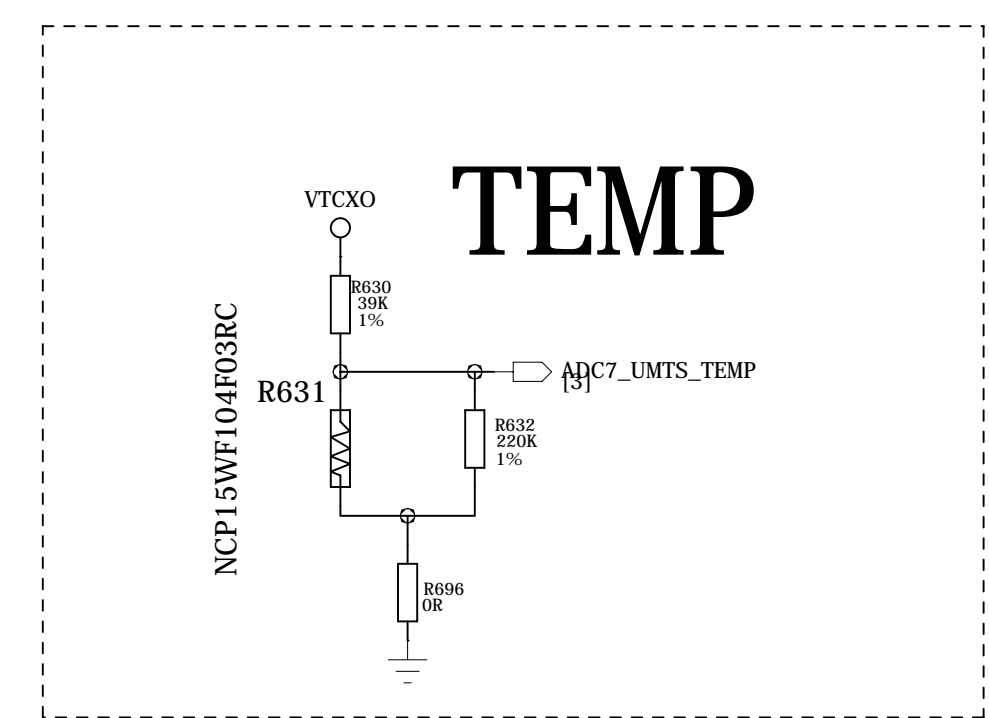 TEMP
VTCXO
R630
39K
1%
NCP15WF104F03RC
R631
ADC7_UMTS_TEMP
[3]
R632
220K
1%
R696
0R